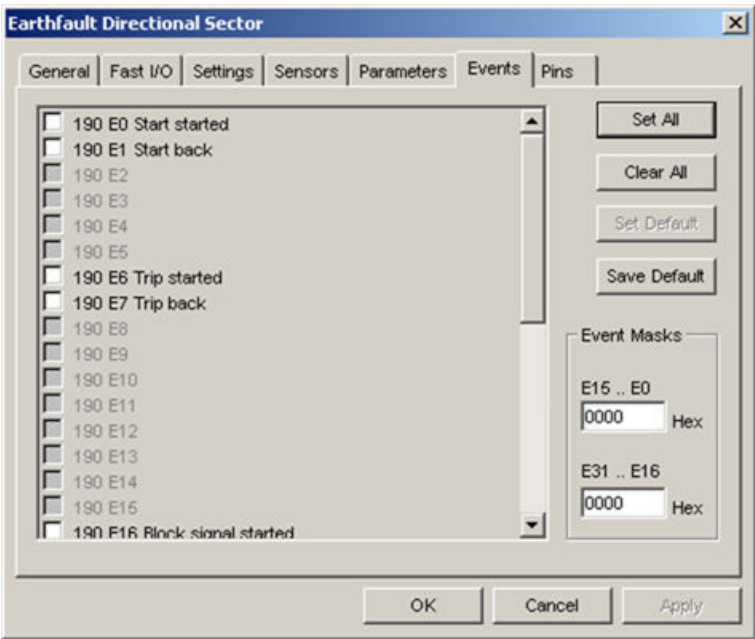 Earthfault Directional Sector
General Fast I/O Settings Sensors Parameters Events Pins
190 E0 Start started
190 E1 Start back
190 E2
190 E3
190 E4
190 E5
190 E6 Trip started
190 E7 Trip back
190 E8
190 E9
190 E10
190 E11
190 E12
190 E13
190 E14
190 E15
190 E16 Block signal started
Set All
Clear All
Set Default
Save Default
Event Masks
E15 .. E0
0000 Hex
E31 .. E16
0000 Hex
OK Cancel Apply